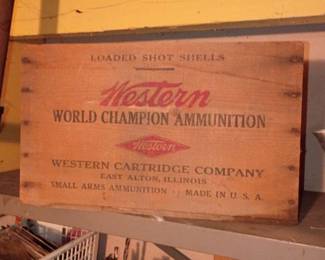 LOADED SHOT SHELLS
Western
WORLD CHAMPION AMMUNITION
Western
WESTERN CARTRIDGE COMPANY
EAST ALTON, ILLINOIS
SMALL ARMS AMMUNITION MADE IN U.S.A.